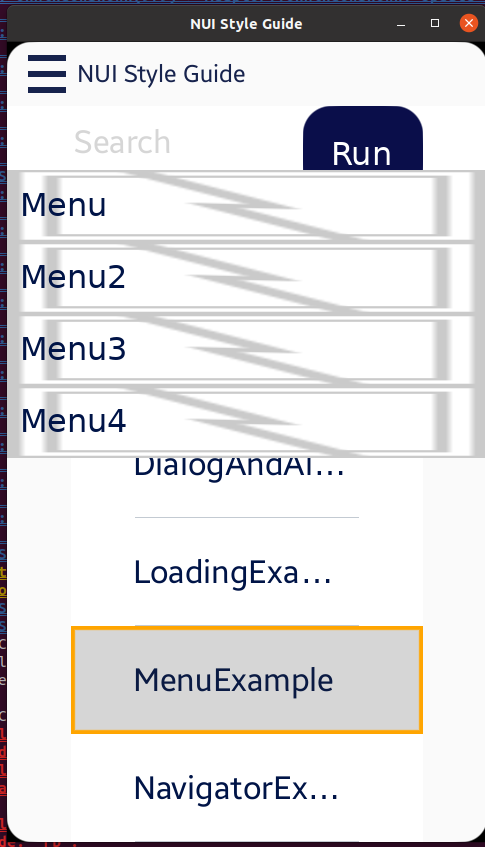 NUI Style Guide
NUI Style Guide
Search
Run
Menu
Menu2
Menu3
Menu4
DialogAndAl...
LoadingExa...
MenuExample
NavigatorEx...